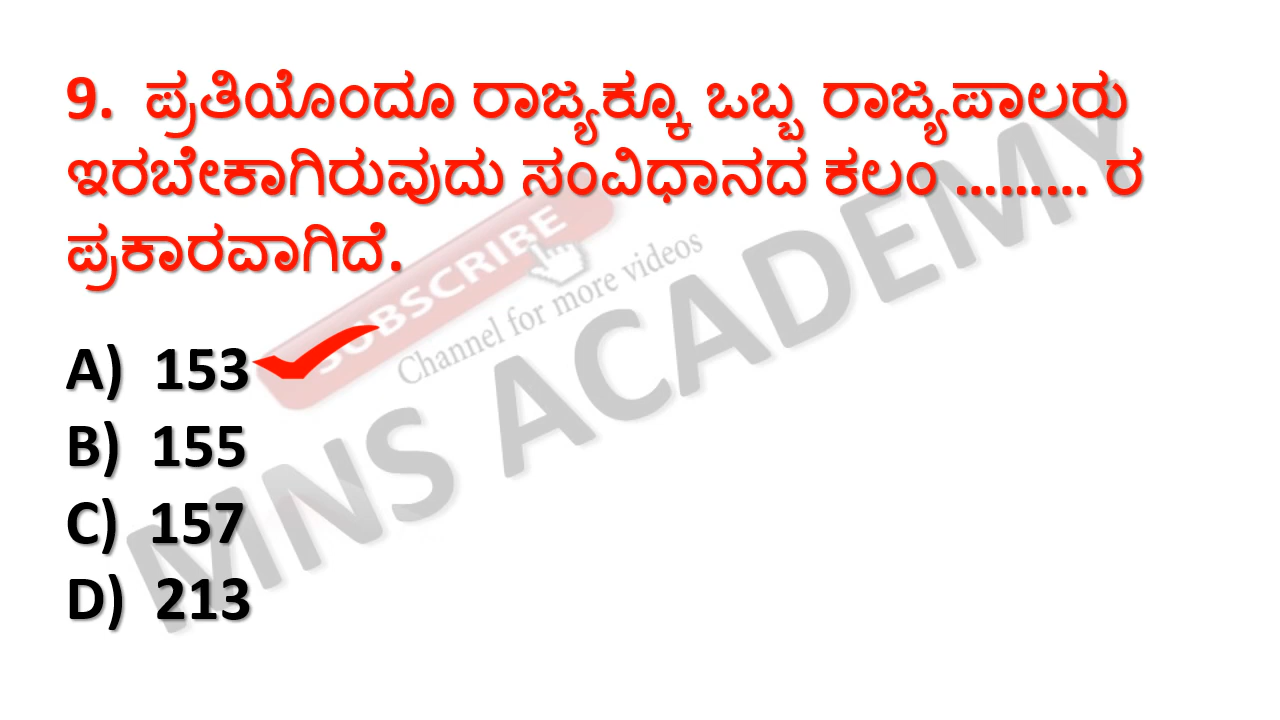 9. ಪ್ರತಿಯೊಂದೂ ರಾಜ್ಯಕ್ಕೂ ಒಬ್ಬ ರಾಜ್ಯಪಾಲರು
ಇರಬೇಕಾಗಿರುವುದು ಸಂವಿಧಾನದ ಕಲಂ ……… ರ
ಪ್ರಕಾರವಾಗಿದೆ.
SUBSCRIBE
Channel for more videos
MNS ACADEMY
A) 153
B) 155
C) 157
D) 213